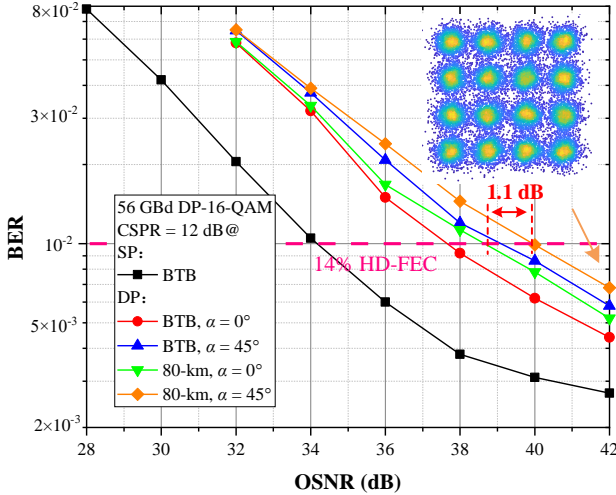 8×10⁻²
3×10⁻²
10⁻²
5×10⁻³
2×10⁻³
BER
1.1 dB
14% HD-FEC
56 GBd DP-16-QAM
CSPR = 12 dB@
SP：
BTB
DP：
BTB, α = 0°
BTB, α = 45°
80-km, α = 0°
80-km, α = 45°
28 30 32 34 36 38 40 42
OSNR (dB)